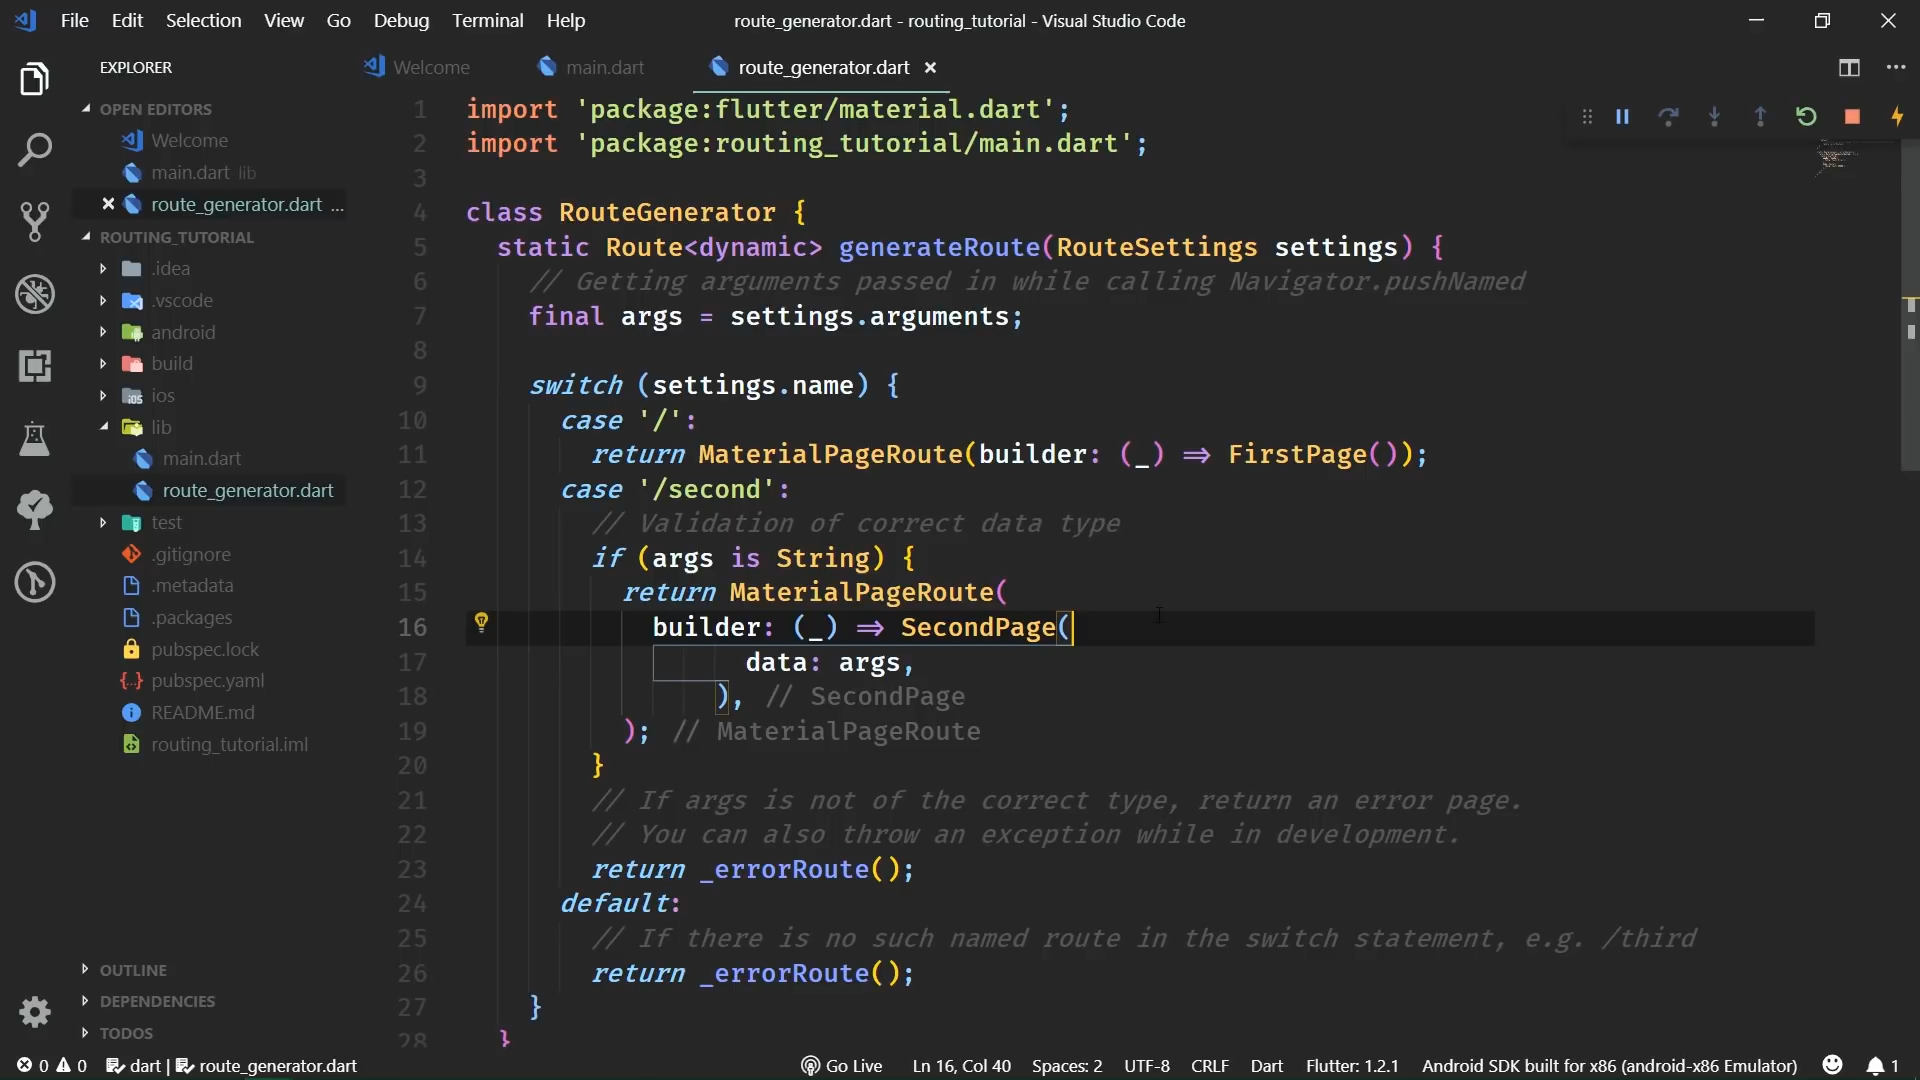 File Edit Selection View Go Debug Terminal Help
route_generator.dart - routing_tutorial - Visual Studio Code
EXPLORER
OPEN EDITORS
Welcome
main.dart lib
route_generator.dart ...
ROUTING_TUTORIAL
.idea
.vscode
android
build
ios
lib
main.dart
route_generator.dart
test
.gitignore
.metadata
.packages
pubspec.lock
pubspec.yaml
README.md
routing_tutorial.iml
OUTLINE
DEPENDENCIES
TODOS
Welcome main.dart route_generator.dart
1 import 'package:flutter/material.dart';
2 import 'package:routing_tutorial/main.dart';
3
4 class RouteGenerator {
5 static Route<dynamic> generateRoute(RouteSettings settings) {
6 // Getting arguments passed in while calling Navigator.pushNamed
7 final args = settings.arguments;
8
9 switch (settings.name) {
10 case '/':
11 return MaterialPageRoute(builder: (_) => FirstPage());
12 case '/second':
13 // Validation of correct data type
14 if (args is String) {
15 return MaterialPageRoute(
16 builder: (_) => SecondPage(
17 data: args,
18 ), // SecondPage
19 ); // MaterialPageRoute
20 }
21 // If args is not of the correct type, return an error page.
22 // You can also throw an exception while in development.
23 return _errorRoute();
24 default:
25 // If there is no such named route in the switch statement, e.g. /third
26 return _errorRoute();
27 }
28 }
0 0 dart | route_generator.dart Go Live Ln 16, Col 40 Spaces: 2 UTF-8 CRLF Dart Flutter: 1.2.1 Android SDK built for x86 (android-x86 Emulator) 1